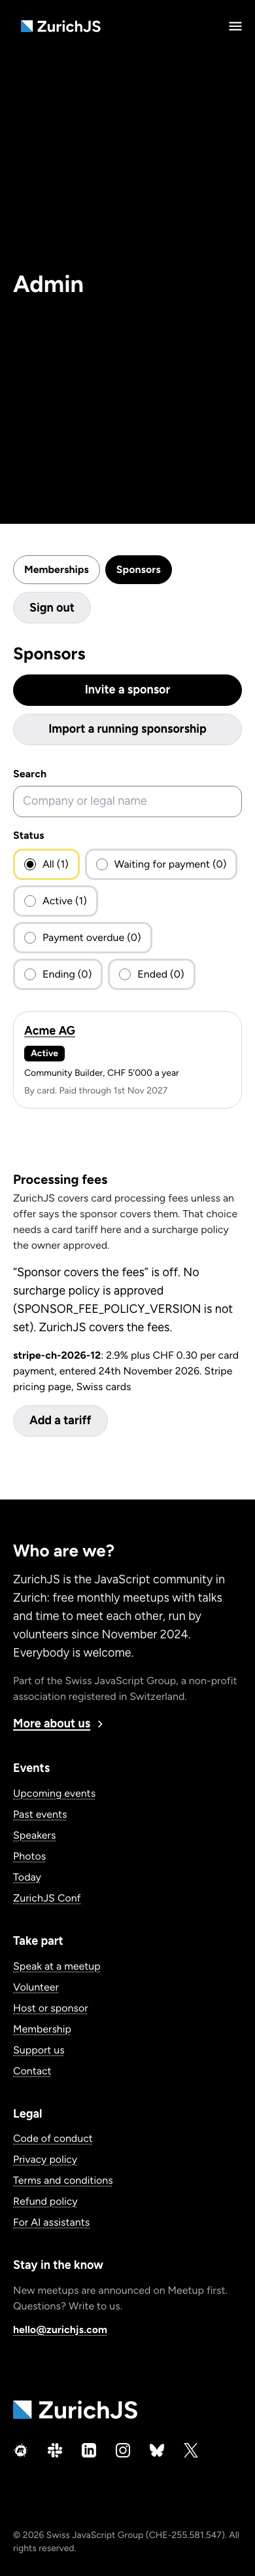 ZurichJS
Admin
Memberships
Sponsors
Sign out
Sponsors
Invite a sponsor
Import a running sponsorship
Search
Company or legal name
Status
All (1)
Waiting for payment (0)
Active (1)
Payment overdue (0)
Ending (0)
Ended (0)
Acme AG
Active
Community Builder, CHF 5’000 a year
By card. Paid through 1st Nov 2027
Processing fees
ZurichJS covers card processing fees unless an
offer says the sponsor covers them. That choice
needs a card tariff here and a surcharge policy
the owner approved.
“Sponsor covers the fees” is off. No
surcharge policy is approved
(SPONSOR_FEE_POLICY_VERSION is not
set). ZurichJS covers the fees.
stripe-ch-2026-12: 2.9% plus CHF 0.30 per card
payment, entered 24th November 2026. Stripe
pricing page, Swiss cards
Add a tariff
Who are we?
ZurichJS is the JavaScript community in
Zurich: free monthly meetups with talks
and time to meet each other, run by
volunteers since November 2024.
Everybody is welcome.
Part of the Swiss JavaScript Group, a non-profit
association registered in Switzerland.
More about us
Events
Upcoming events
Past events
Speakers
Photos
Today
ZurichJS Conf
Take part
Speak at a meetup
Volunteer
Host or sponsor
Membership
Support us
Contact
Legal
Code of conduct
Privacy policy
Terms and conditions
Refund policy
For AI assistants
Stay in the know
New meetups are announced on Meetup first.
Questions? Write to us.
hello@zurichjs.com
ZurichJS
© 2026 Swiss JavaScript Group (CHE-255.581.547). All
rights reserved.